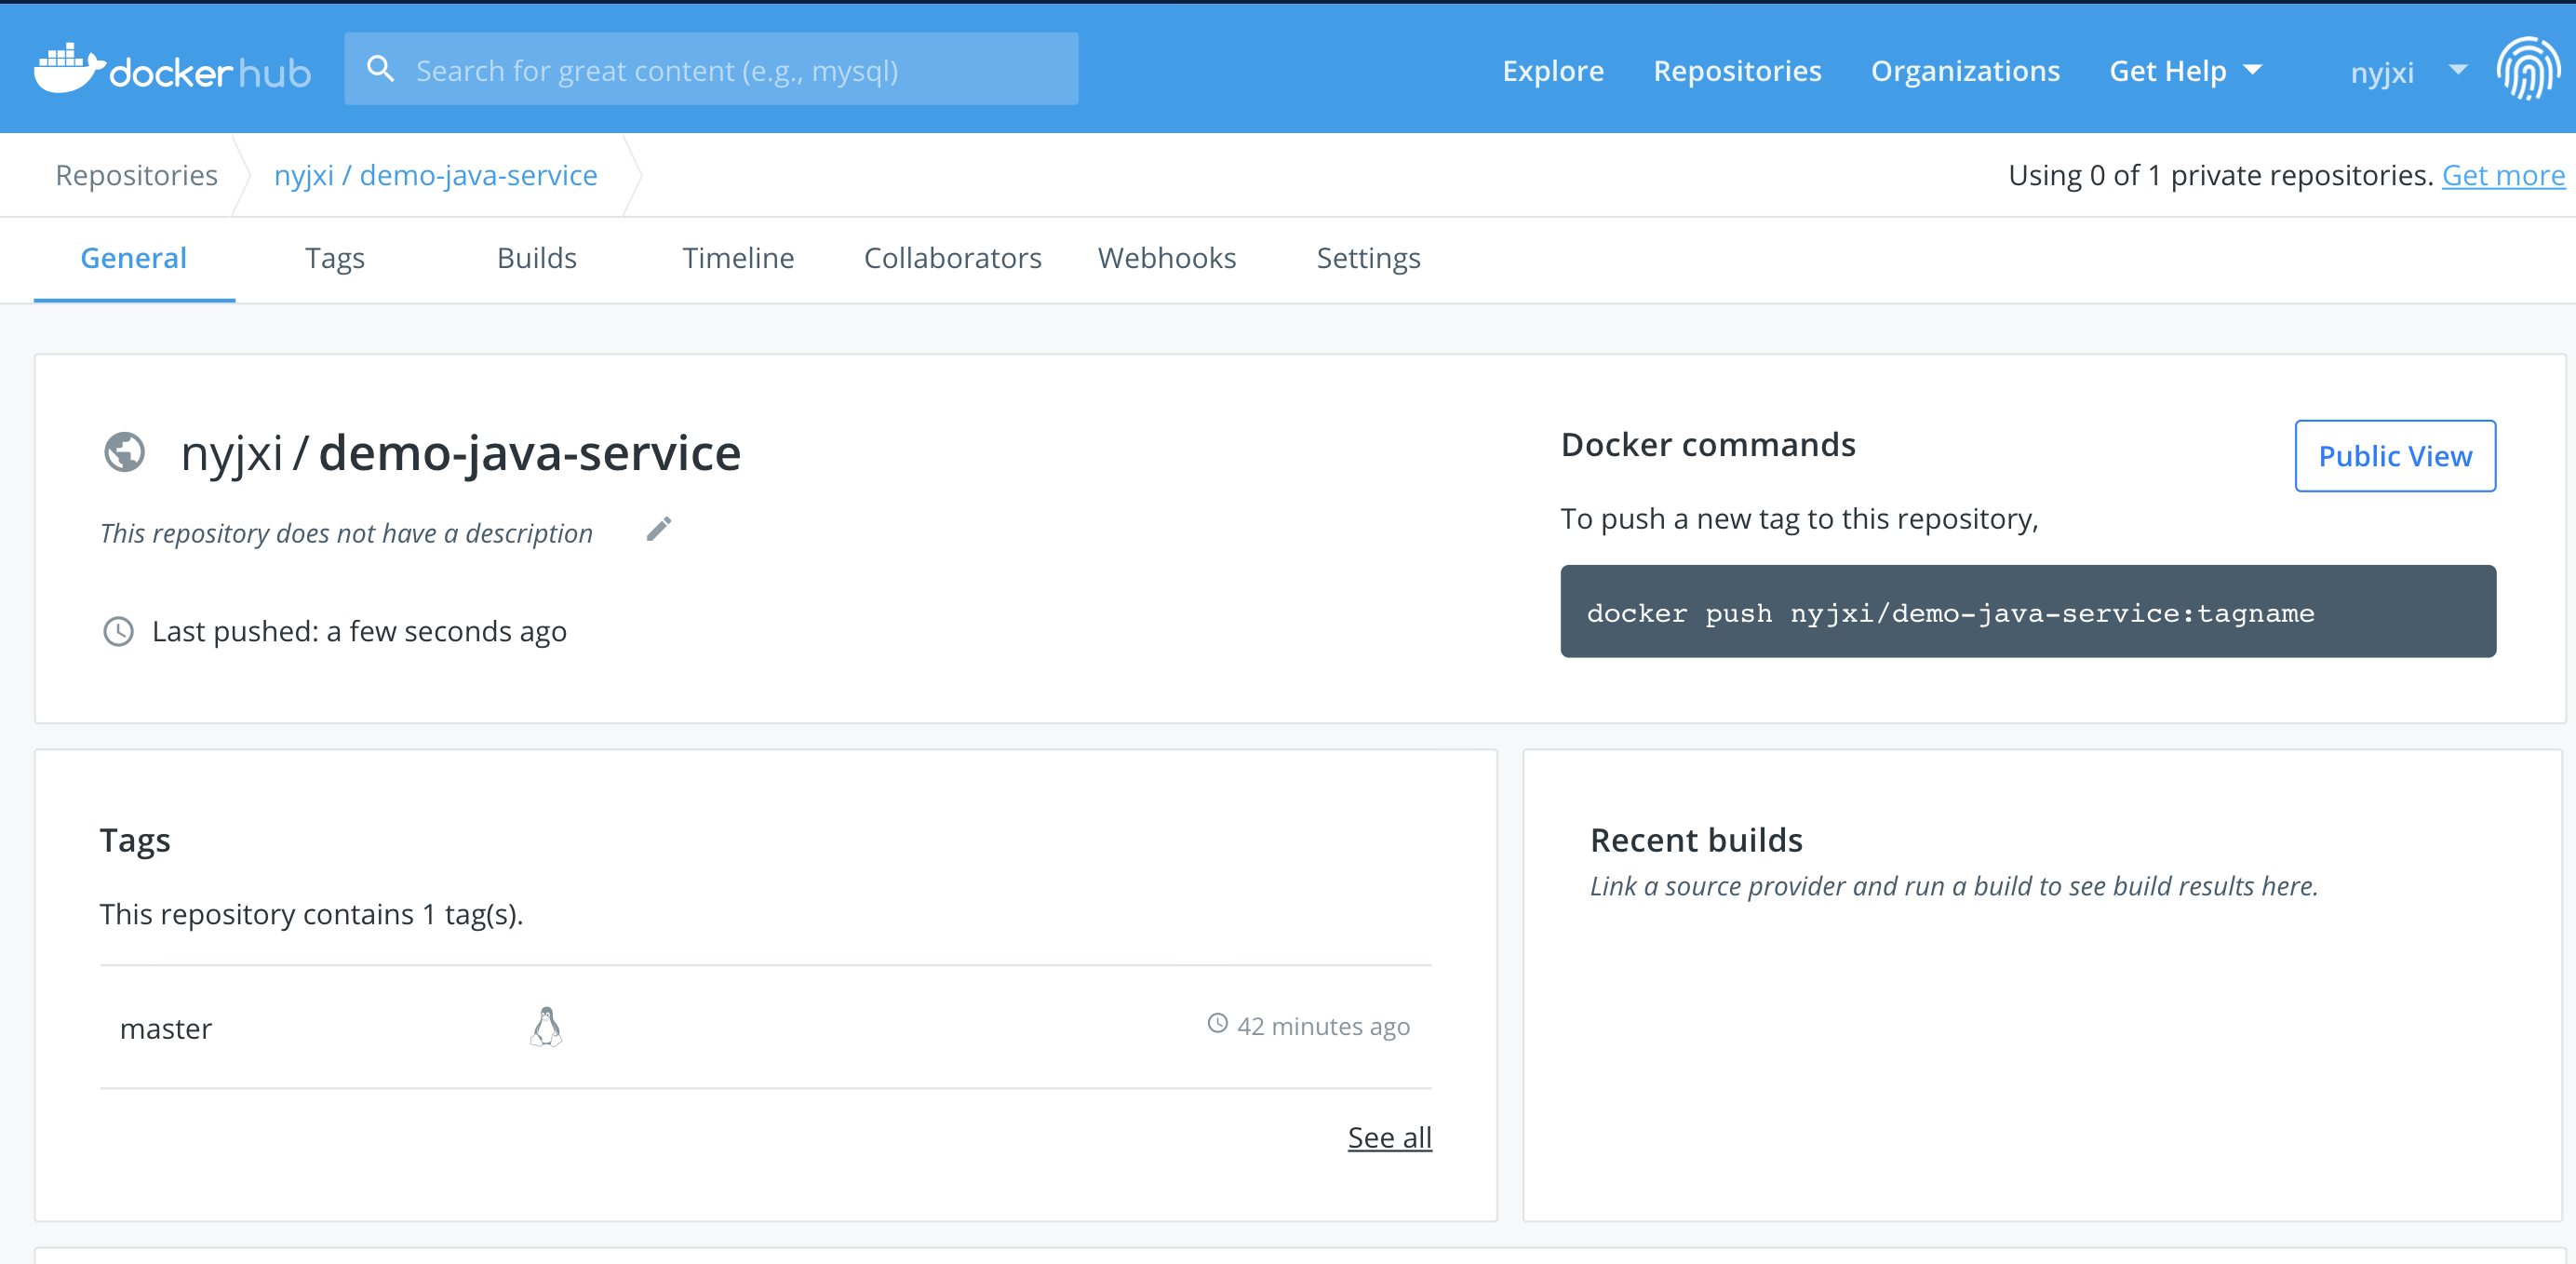 docker hub
Search for great content (e.g., mysql)
Explore
Repositories
Organizations
Get Help
nyjxi
Repositories
nyjxi / demo-java-service
Using 0 of 1 private repositories. Get more
General
Tags
Builds
Timeline
Collaborators
Webhooks
Settings
nyjxi / demo-java-service
This repository does not have a description
Last pushed: a few seconds ago
Docker commands
Public View
To push a new tag to this repository,
docker push nyjxi/demo-java-service:tagname
Tags
This repository contains 1 tag(s).
master
42 minutes ago
See all
Recent builds
Link a source provider and run a build to see build results here.